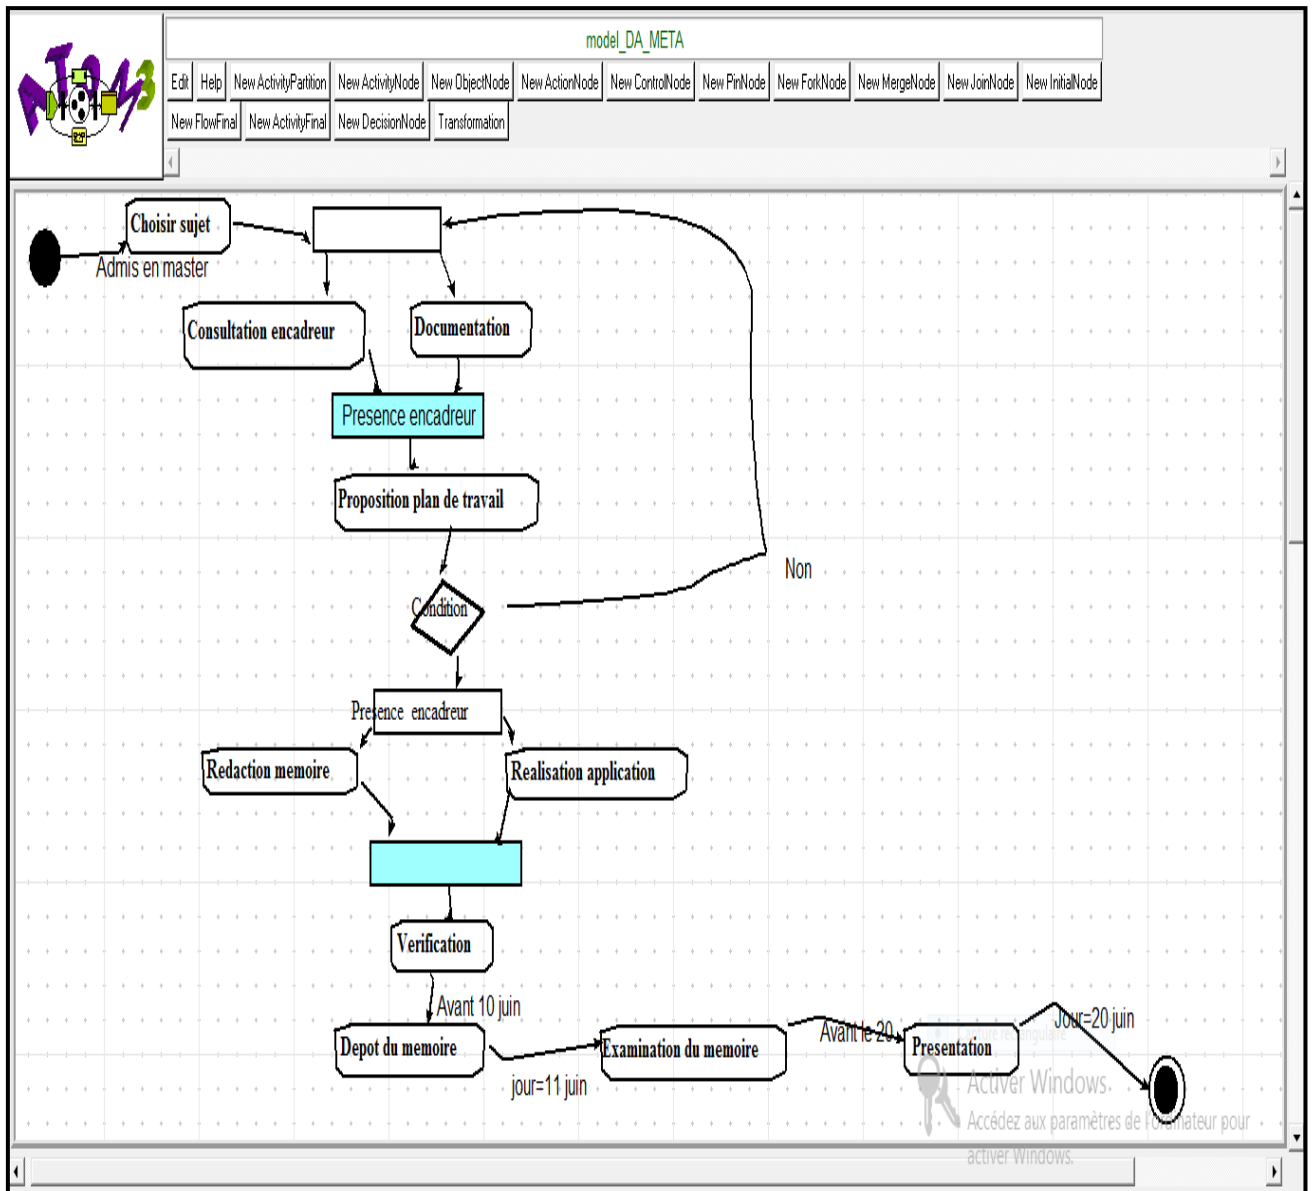 ATOM3
model_DA_META
Edit Help New ActivityPartition New ActivityNode New ObjectNode New ActionNode New ControlNode New PinNode New ForkNode New MergeNode New JoinNode New InitialNode
New FlowFinal New ActivityFinal New DecisionNode Transformation
Choisir sujet
Admis en master
Consultation encadreur
Documentation
Presence encadreur
Proposition plan de travail
Condition
Non
Presence encadreur
Redaction memoire
Realisation application
Verification
Avant 10 juin
Depot du memoire
jour=11 juin
Examination du memoire
Avant le 20
Presentation
Jour=20 juin
Activer Windows
Accédez aux paramètres de l'ordinateur pour
activer Windows.